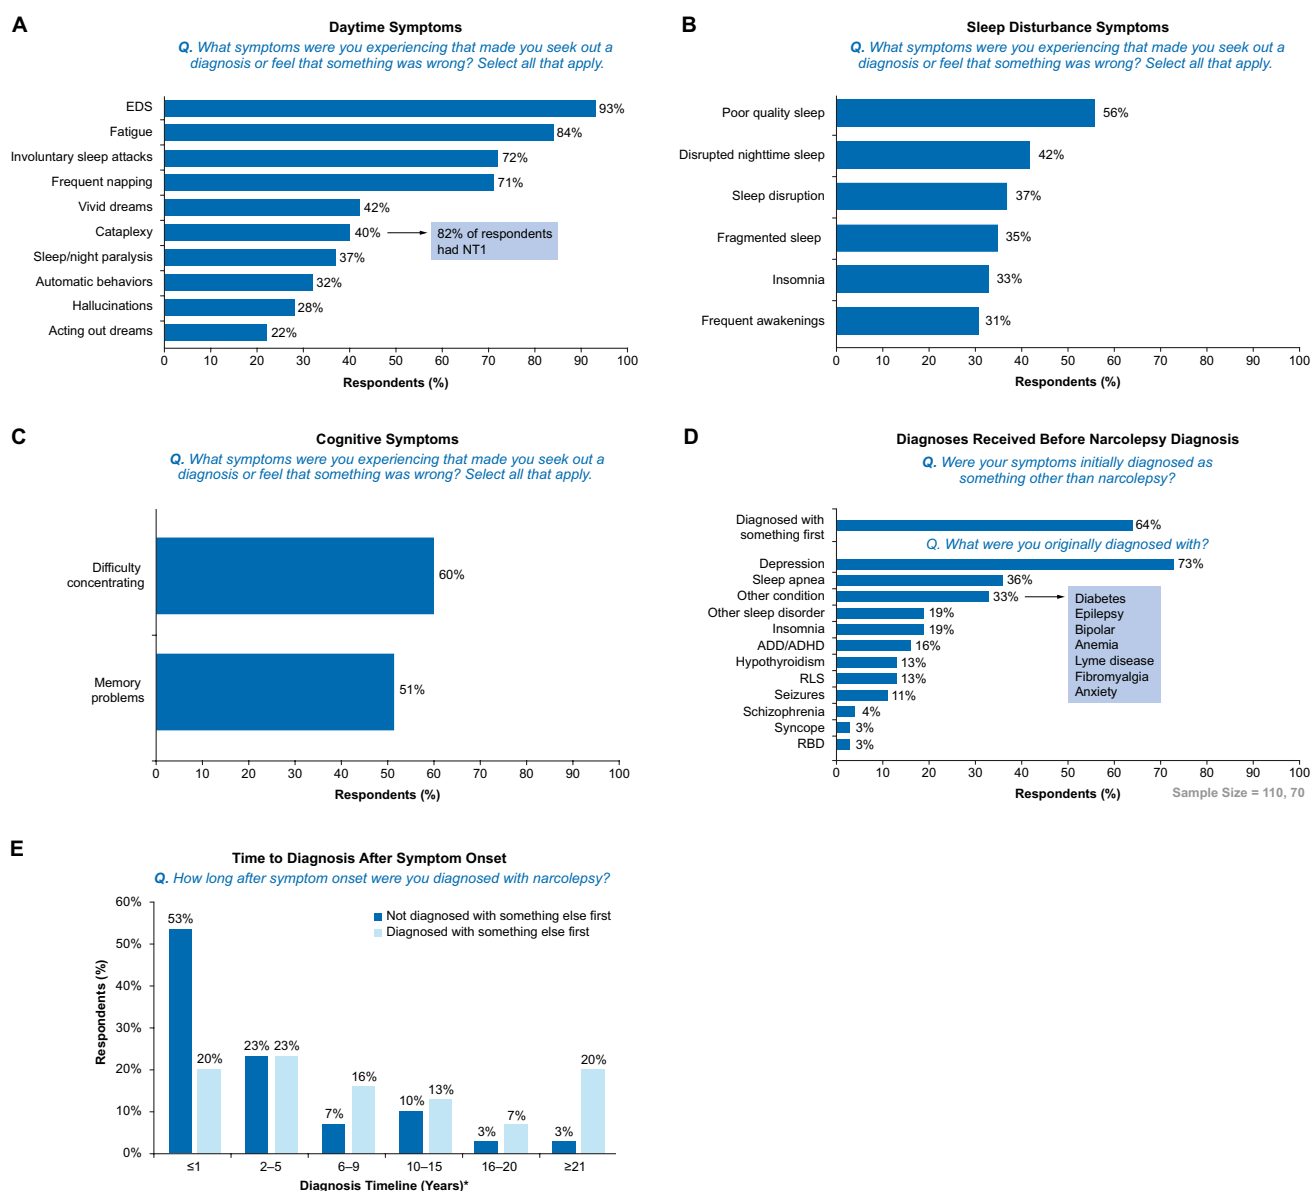 A
Daytime Symptoms
Q. What symptoms were you experiencing that made you seek out a
diagnosis or feel that something was wrong? Select all that apply.
EDS
93%
Fatigue
84%
Involuntary sleep attacks
72%
Frequent napping
71%
Vivid dreams
42%
Cataplexy
40%
82% of respondents
had NT1
Sleep/night paralysis
37%
Automatic behaviors
32%
Hallucinations
28%
Acting out dreams
22%
0 10 20 30 40 50 60 70 80 90 100
Respondents (%)
B
Sleep Disturbance Symptoms
Q. What symptoms were you experiencing that made you seek out a
diagnosis or feel that something was wrong? Select all that apply.
Poor quality sleep
56%
Disrupted nighttime sleep
42%
Sleep disruption
37%
Fragmented sleep
35%
Insomnia
33%
Frequent awakenings
31%
0 10 20 30 40 50 60 70 80 90 100
Respondents (%)
C
Cognitive Symptoms
Q. What symptoms were you experiencing that made you seek out a
diagnosis or feel that something was wrong? Select all that apply.
Difficulty
concentrating
60%
Memory
problems
51%
0 10 20 30 40 50 60 70 80 90 100
Respondents (%)
D
Diagnoses Received Before Narcolepsy Diagnosis
Q. Were your symptoms initially diagnosed as
something other than narcolepsy?
Diagnosed with
something first
64%
Q. What were you originally diagnosed with?
Depression
73%
Sleep apnea
36%
Other condition
33%
Diabetes
Epilepsy
Bipolar
Anemia
Lyme disease
Fibromyalgia
Anxiety
Other sleep disorder
19%
Insomnia
19%
ADD/ADHD
16%
Hypothyroidism
13%
RLS
13%
Seizures
11%
Schizophrenia
4%
Syncope
3%
RBD
3%
0 10 20 30 40 50 60 70 80 90 100
Respondents (%)
Sample Size = 110, 70
E
Time to Diagnosis After Symptom Onset
Q. How long after symptom onset were you diagnosed with narcolepsy?
Not diagnosed with something else first
Diagnosed with something else first
Respondents (%)
60%
50%
40%
30%
20%
10%
0%
53% 20%
23% 23%
7% 16%
10% 13%
3% 7%
3% 20%
≤1 2–5 6–9 10–15 16–20 ≥21
Diagnosis Timeline (Years)*